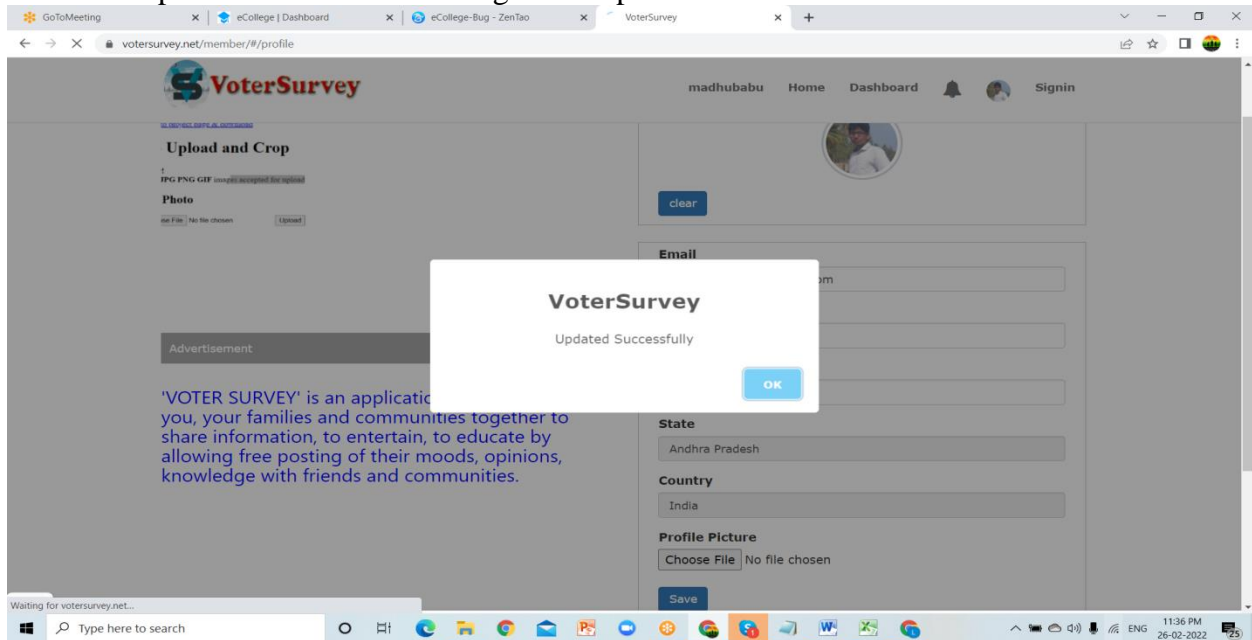 GoToMeeting
eCollege | Dashboard
eCollege-Bug - ZenTao
VoterSurvey
votersurvey.net/member/#/profile
VoterSurvey
madhubabu Home Dashboard Signin
Upload and Crop
JPG PNG GIF images accepted for upload
Photo
No file chosen Upload
clear
Email
om
VoterSurvey
Updated Successfully
OK
Advertisement
'VOTER SURVEY' is an applicatio
you, your families and communities together to
share information, to entertain, to educate by
allowing free posting of their moods, opinions,
knowledge with friends and communities.
State
Andhra Pradesh
Country
India
Profile Picture
Choose File No file chosen
Save
Waiting for votersurvey.net...
Type here to search
ENG
11:36 PM
26-02-2022
25